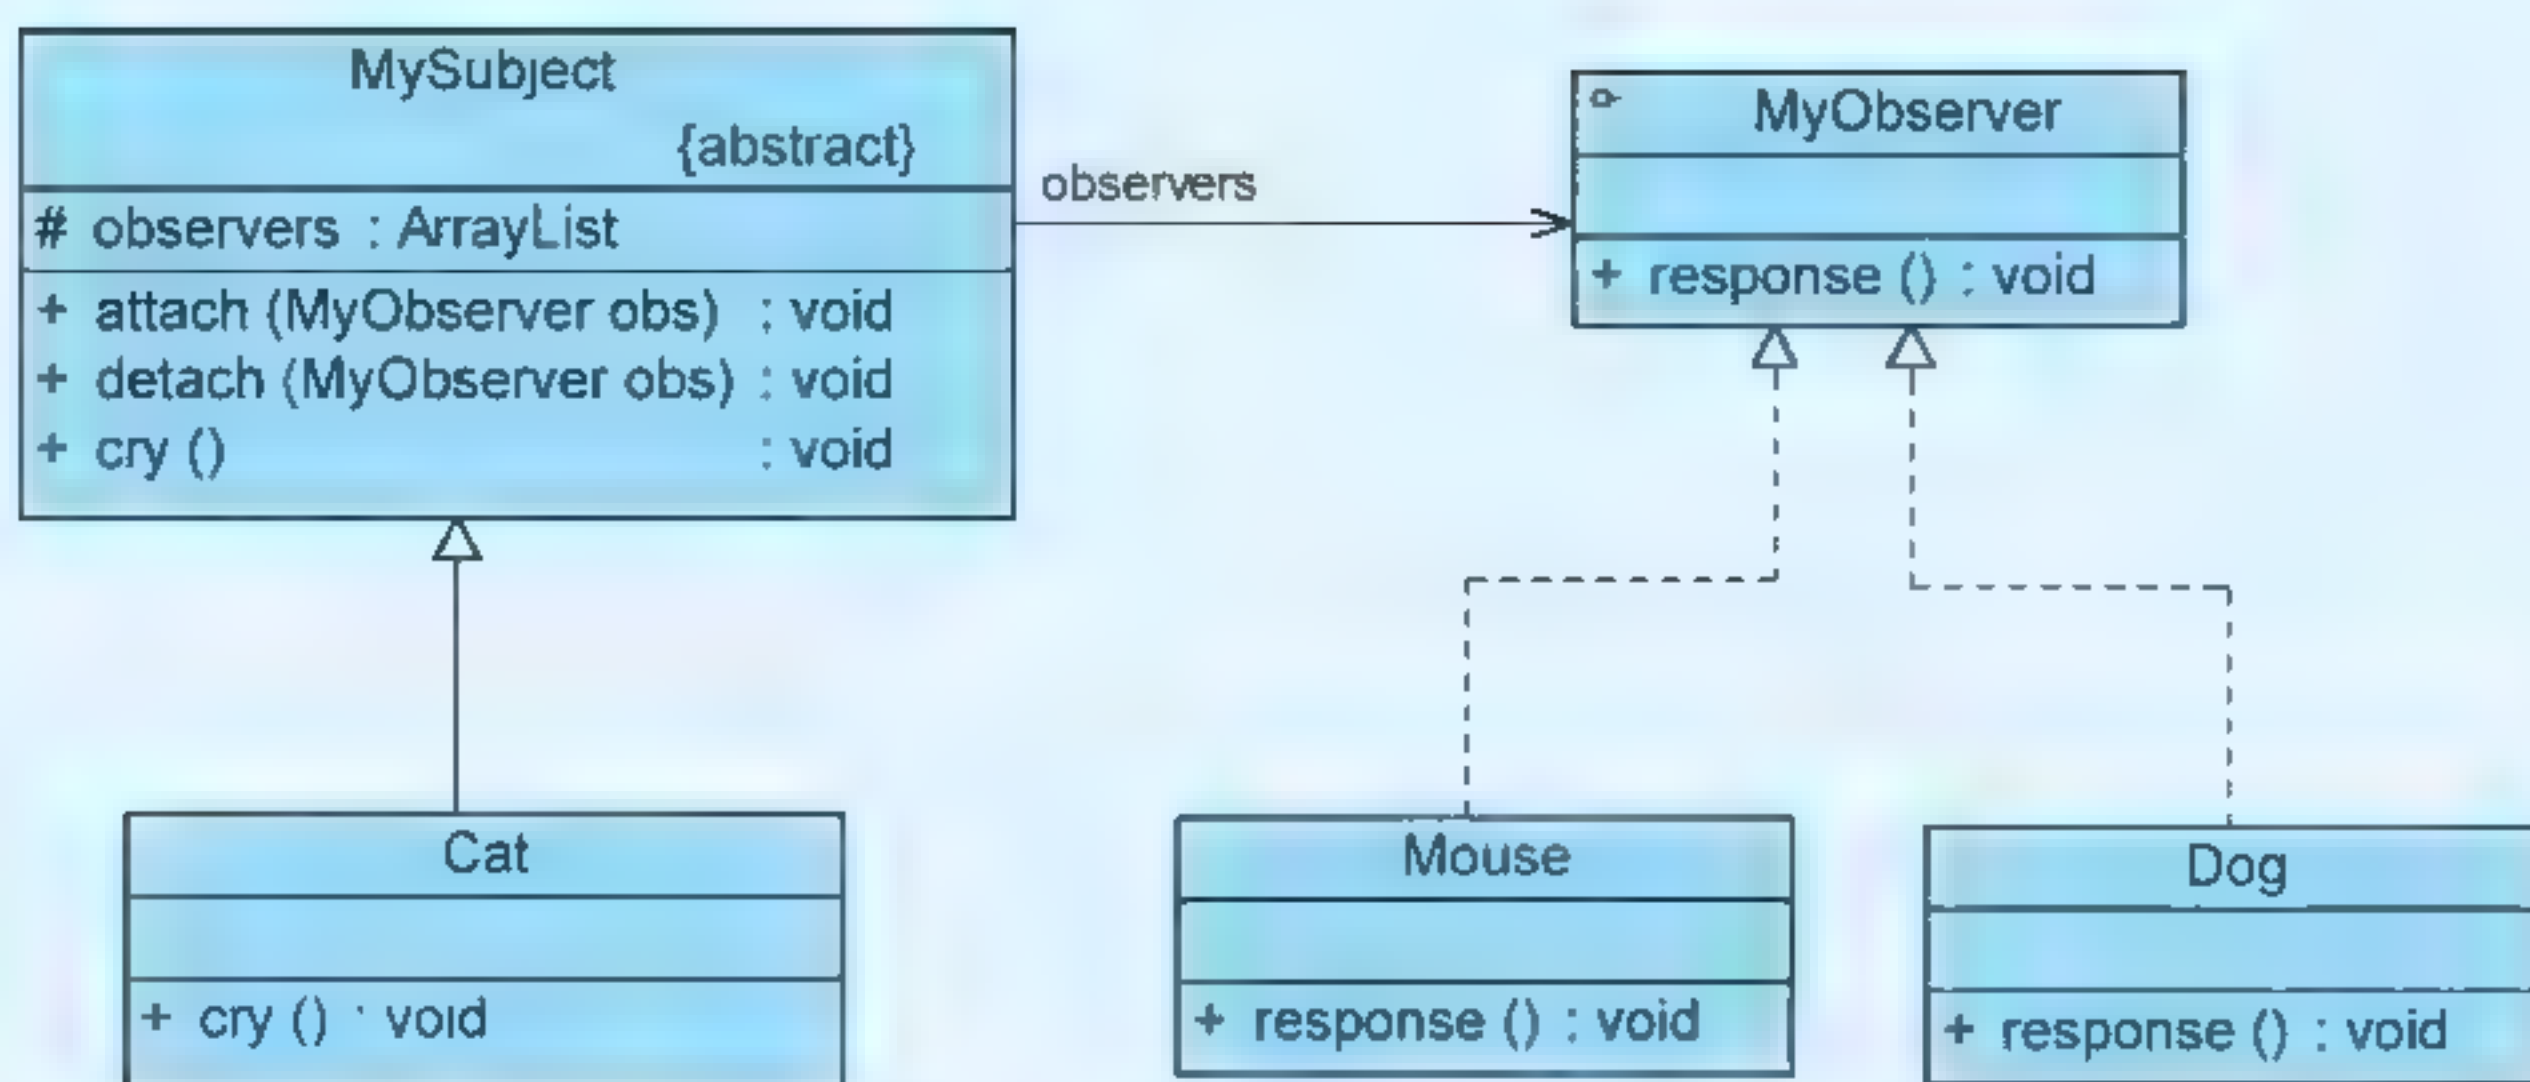 MySubject
{abstract}
# observers : ArrayList
+ attach (MyObserver obs) : void
+ detach (MyObserver obs) : void
+ cry () : void
observers
MyObserver
+ response () : void
Cat
+ cry () : void
Mouse
+ response () : void
Dog
+ response () : void